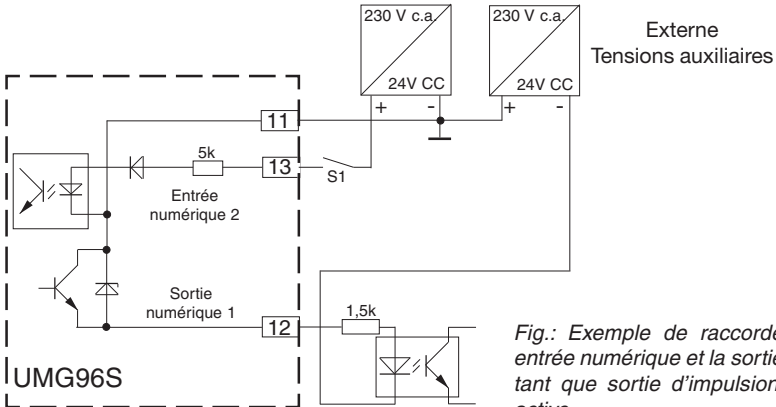 230 V c.a.
230 V c.a.
Externe
Tensions auxiliaires
24V CC
24V CC
+ -
+ -
11
5k
13
S1
Entrée
numérique 2
Sortie
numérique 1
1,5k
12
UMG96S
Fig.: Exemple de raccorde
entrée numérique et la sortie
tant que sortie d'impulsion